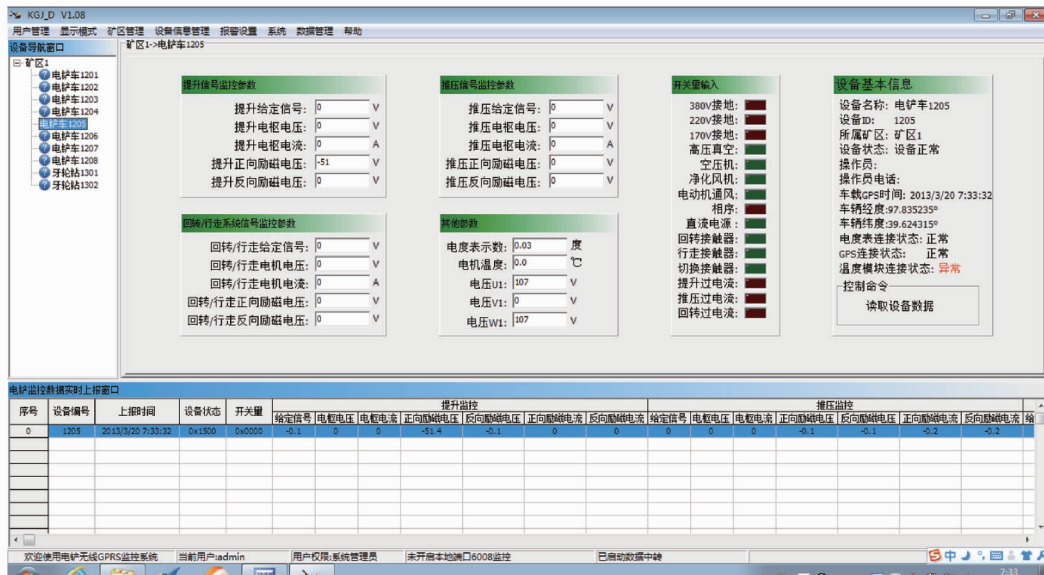 KGJ_D V1.08
用户管理 显示模式 矿区管理 设备信息管理 报警设置 系统 数据管理 帮助
设备导航窗口
矿区1
电铲车1201
电铲车1202
电铲车1203
电铲车1204
电铲车1205
电铲车1206
电铲车1207
电铲车1208
牙轮钻1301
牙轮钻1302
矿区1->电铲车1205
提升信号监控参数
提升给定信号: 0 V
提升电枢电压: 0 V
提升电枢电流: 0 A
提升正向励磁电压: -51 V
提升反向励磁电压: 0 V
推压信号监控参数
推压给定信号: 0 V
推压电枢电压: 0 V
推压电枢电流: 0 A
推压正向励磁电压: 0 V
推压反向励磁电压: 0 V
回转/行走系统信号监控参数
回转/行走给定信号: 0 V
回转/行走电机电压: 0 V
回转/行走电机电流: 0 A
回转/行走正向励磁电压: 0 V
回转/行走反向励磁电压: 0 V
其他参数
电度表示数: 0.03 度
电机温度: 0.0 ℃
电压U1: 107 V
电压V1: 0 V
电压W1: 107 V
开关量输入
380V接地:
220V接地:
170V接地:
高压真空:
空压机:
净化风机:
电动机通风:
相序:
直流电源:
回转接触器:
行走接触器:
切换接触器:
提升过电流:
推压过电流:
回转过电流:
设备基本信息
设备名称: 电铲车1205
设备ID: 1205
所属矿区: 矿区1
设备状态: 设备正常
操作员:
操作员电话:
车载GPS时间: 2013/3/20 7:33:32
车辆经度:97.835235°
车辆纬度:39.624315°
电度表连接状态: 正常
GPS连接状态: 正常
温度模块连接状态: 异常
控制命令
读取设备数据
电铲监控数据实时上报窗口
序号 设备编号 上报时间 设备状态 开关量 提升监控 推压监控
给定信号 电枢电压 电枢电流 正向励磁电压 反向励磁电压 正向励磁电流 反向励磁电流 给定信号 电枢电压 电枢电流 正向励磁电压 反向励磁电压 正向励磁电流 反向励磁电流 给
0 1205 2013/3/20 7:33:32 0x1500 0x0000 -0.1 0 0 -51.4 -0.1 0 0 0 0 0 -0.1 -0.1 -0.2 -0.2
欢迎使用电铲无线GPRS监控系统 当前用户:admin 用户权限:系统管理员 未开启本地端口6008监控 已启动数据中转
中
7:33